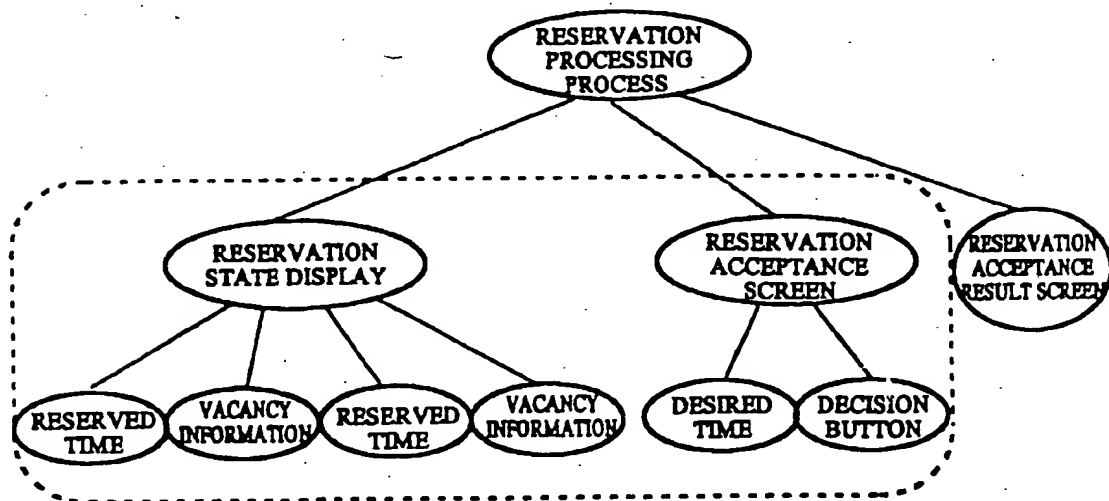 RESERVATION
PROCESSING
PROCESS
RESERVATION
STATE DISPLAY
RESERVATION
ACCEPTANCE
SCREEN
RESERVATION
ACCEPTANCE
RESULT SCREEN
RESERVED
TIME
VACANCY
INFORMATION
RESERVED
TIME
VACANCY
INFORMATION
DESIRED
TIME
DECISION
BUTTON